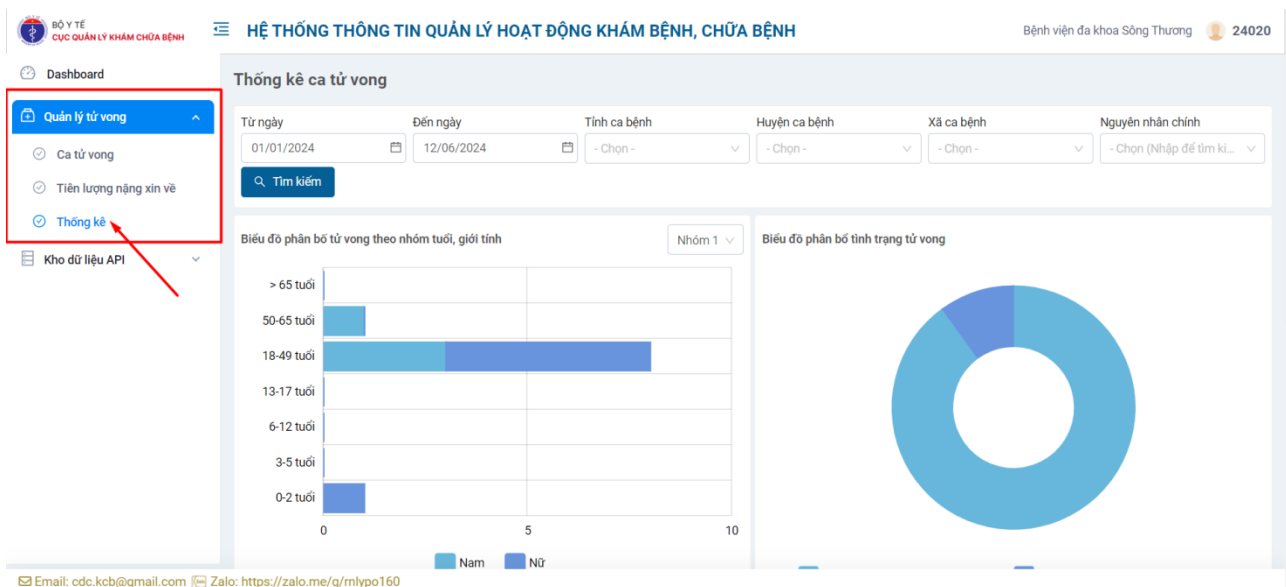 BỘ Y TẾ
CỤC QUẢN LÝ KHÁM CHỮA BỆNH
HỆ THỐNG THÔNG TIN QUẢN LÝ HOẠT ĐỘNG KHÁM BỆNH, CHỮA BỆNH
Bệnh viện đa khoa Sông Thương
24020
Dashboard
Quản lý tử vong
Ca tử vong
Tiên lượng nặng xin về
Thống kê
Kho dữ liệu API
Thống kê ca tử vong
Từ ngày
Đến ngày
Tỉnh ca bệnh
Huyện ca bệnh
Xã ca bệnh
Nguyên nhân chính
01/01/2024
12/06/2024
- Chọn -
- Chọn -
- Chọn -
- Chọn (Nhập để tìm ki...
Tìm kiếm
Biểu đồ phân bố tử vong theo nhóm tuổi, giới tính
Nhóm 1
> 65 tuổi
50-65 tuổi
18-49 tuổi
13-17 tuổi
6-12 tuổi
3-5 tuổi
0-2 tuổi
0 5 10
Nam Nữ
Biểu đồ phân bố tình trạng tử vong
Email: cdc.kcb@gmail.com Zalo: https://zalo.me/g/rnlypo160